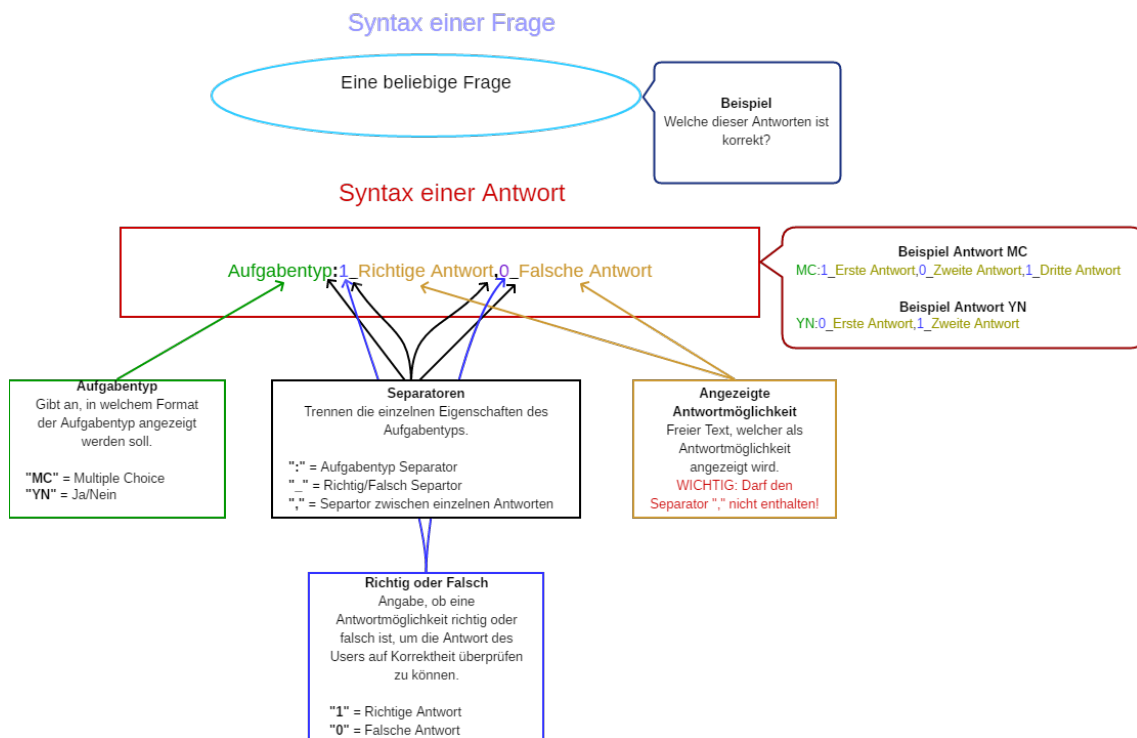 Syntax einer Frage
Eine beliebige Frage
Beispiel
Welche dieser Antworten ist
korrekt?
Syntax einer Antwort
Aufgabentyp:1_Richtige Antwort,0_Falsche Antwort
Beispiel Antwort MC
MC:1_Erste Antwort,0_Zweite Antwort,1_Dritte Antwort
Beispiel Antwort YN
YN:0_Erste Antwort,1_Zweite Antwort
Aufgabentyp
Gibt an, in welchem Format
der Aufgabentyp angezeigt
werden soll.
"MC" = Multiple Choice
"YN" = Ja/Nein
Separatoren
Trennen die einzelnen Eigenschaften des
Aufgabentyps.
":" = Aufgabentyp Separator
"_" = Richtig/Falsch Separtor
"," = Separtor zwischen einzelnen Antworten
Angezeigte
Antwortmöglichkeit
Freier Text, welcher als
Antwortmöglichkeit
angezeigt wird.
WICHTIG: Darf den
Separator "," nicht enthalten!
Richtig oder Falsch
Angabe, ob eine
Antwortmöglichkeit richtig oder
falsch ist, um die Antwort des
Users auf Korrektheit überprüfen
zu können.
"1" = Richtige Antwort
"0" = Falsche Antwort